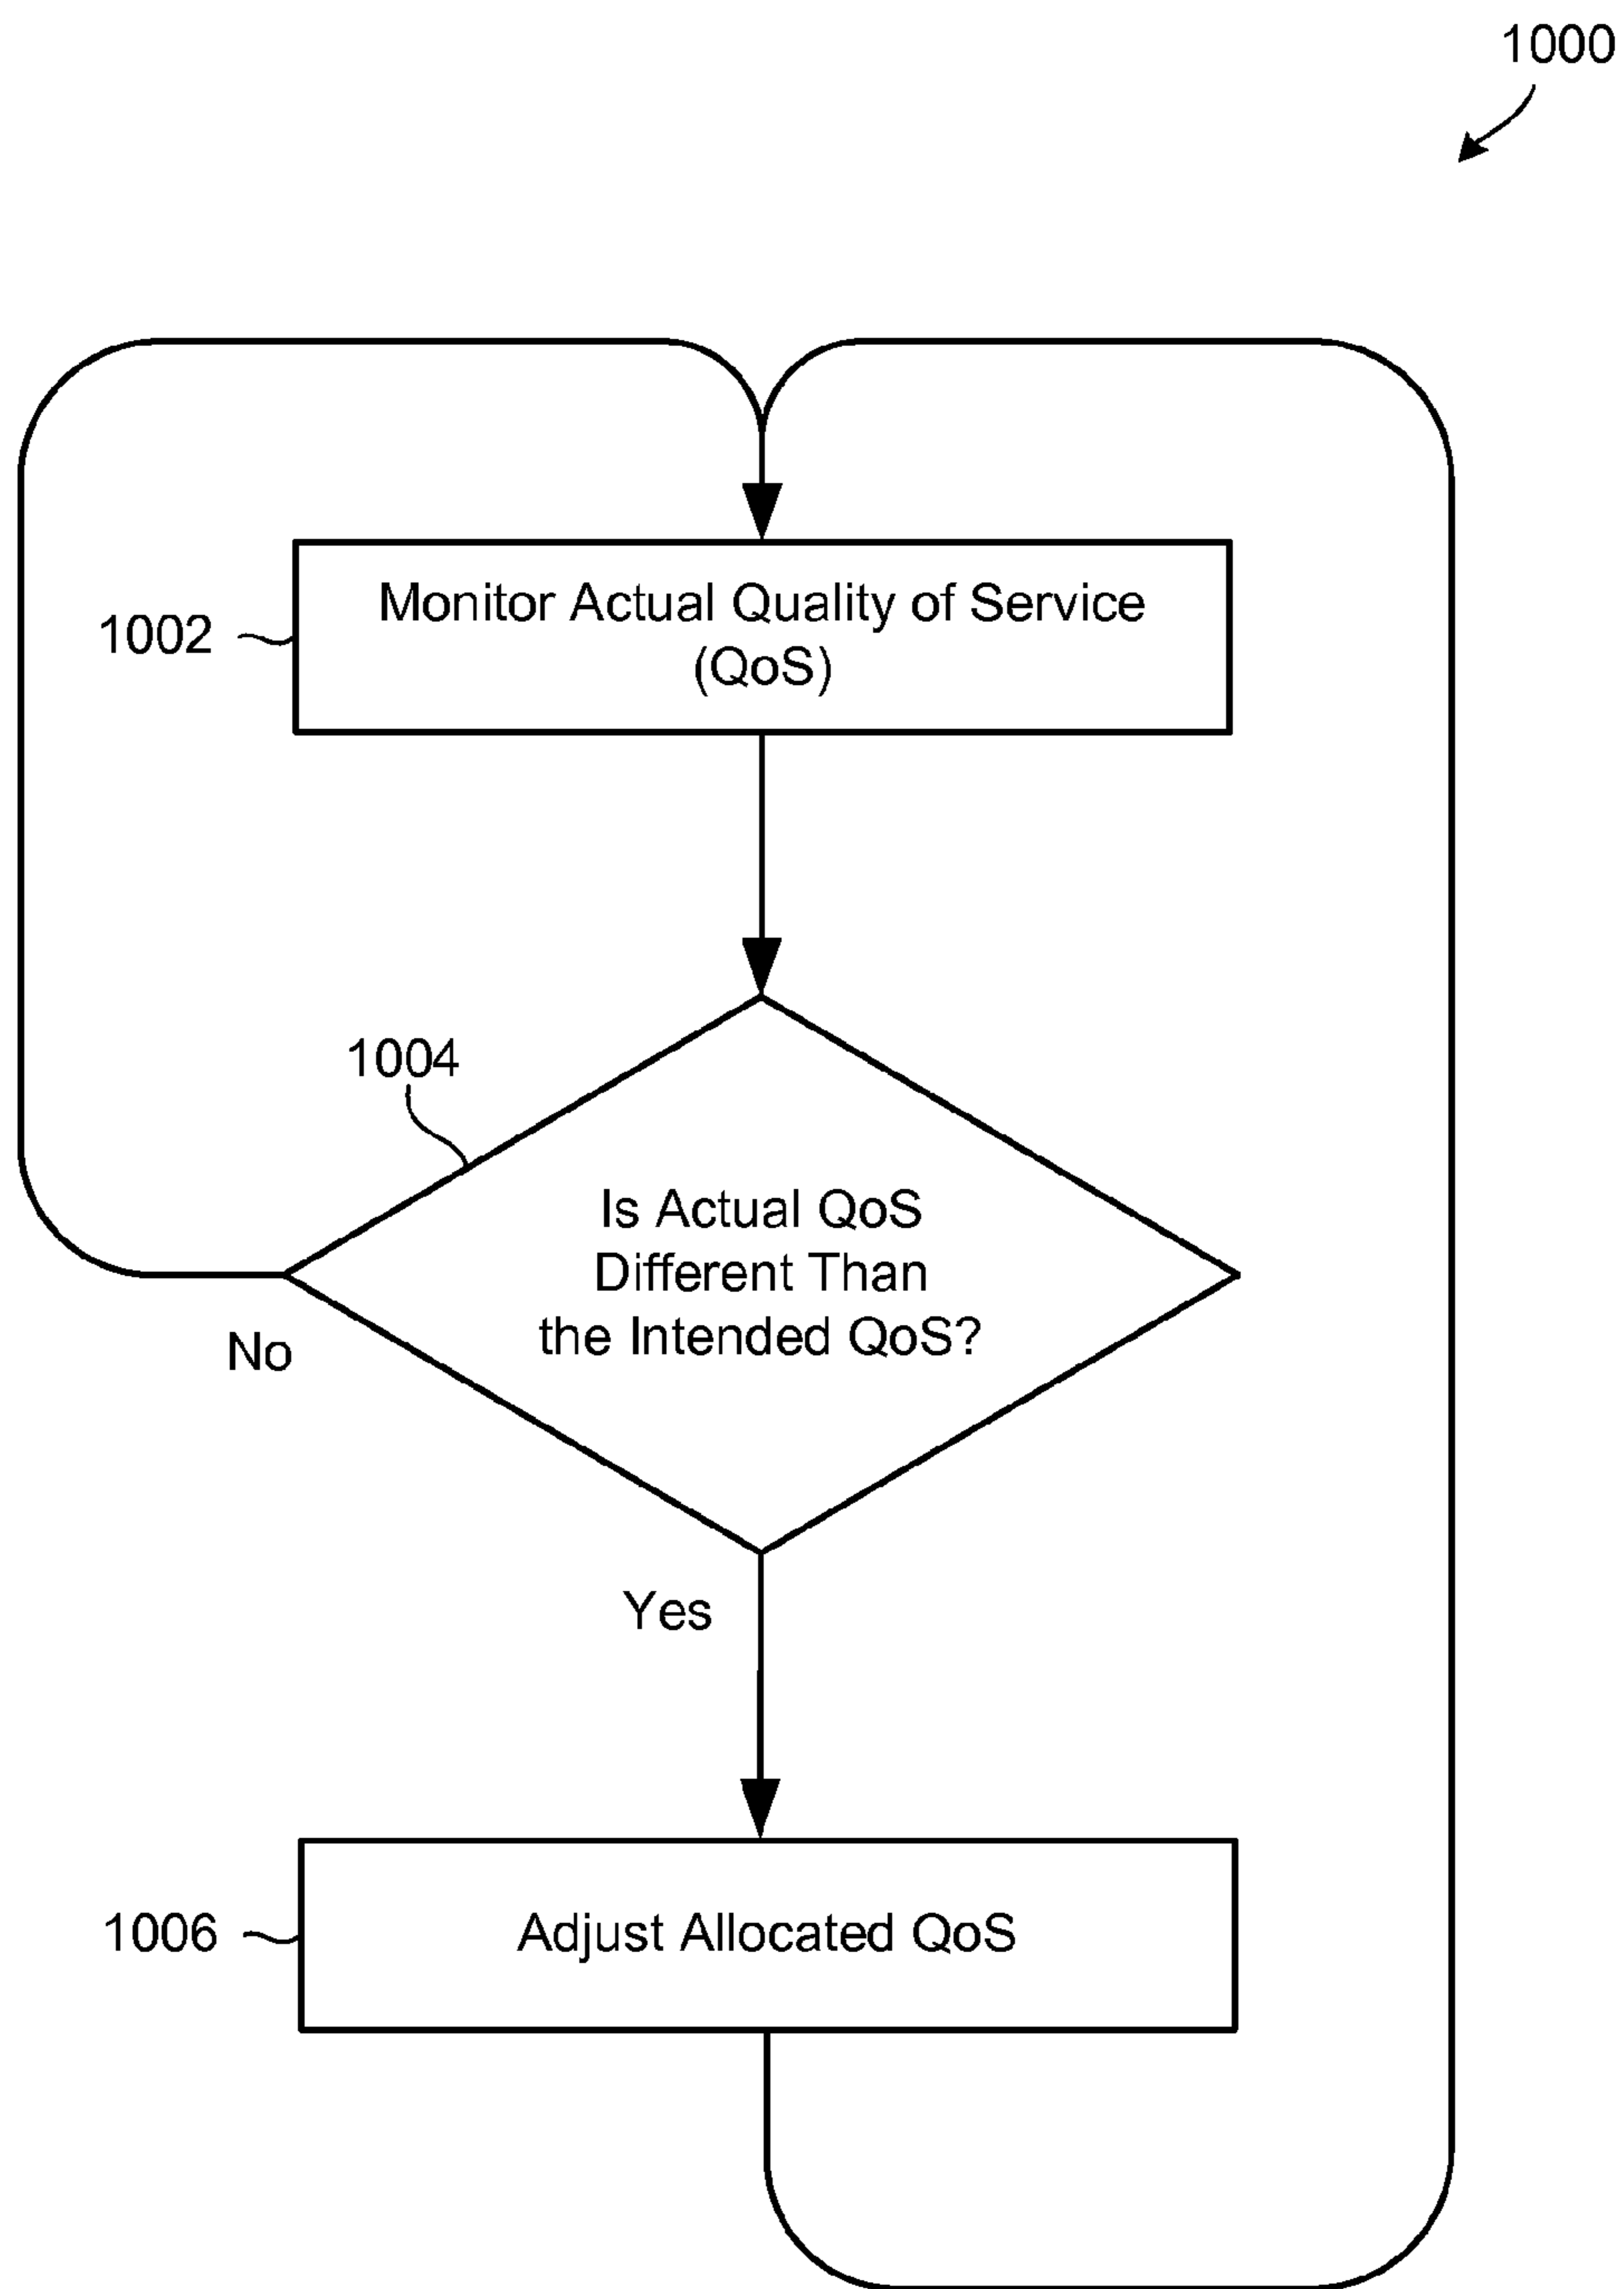 1000
Monitor Actual Quality of Service
(QoS)
1002
1004
Is Actual QoS
Different Than
the Intended QoS?
No
Yes
1006
Adjust Allocated QoS